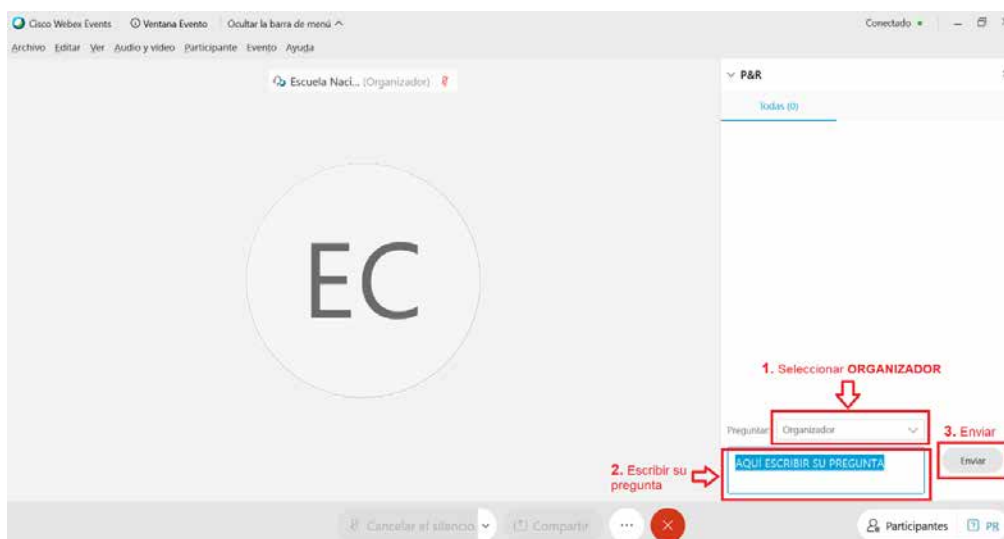 Cisco Webex Events Ventana Evento Ocultar la barra de menú Conectado
Archivo Editar Ver Audio y video Participante Evento Ayuda
Escuela Naci... (Organizador)
P&R
Todas (0)
EC
1. Seleccionar ORGANIZADOR
Preguntar: Organizador
3. Enviar
AQUÍ ESCRIBIR SU PREGUNTA
Enviar
2. Escribir su
pregunta
Cancelar el silencio Compartir ... Participantes PR